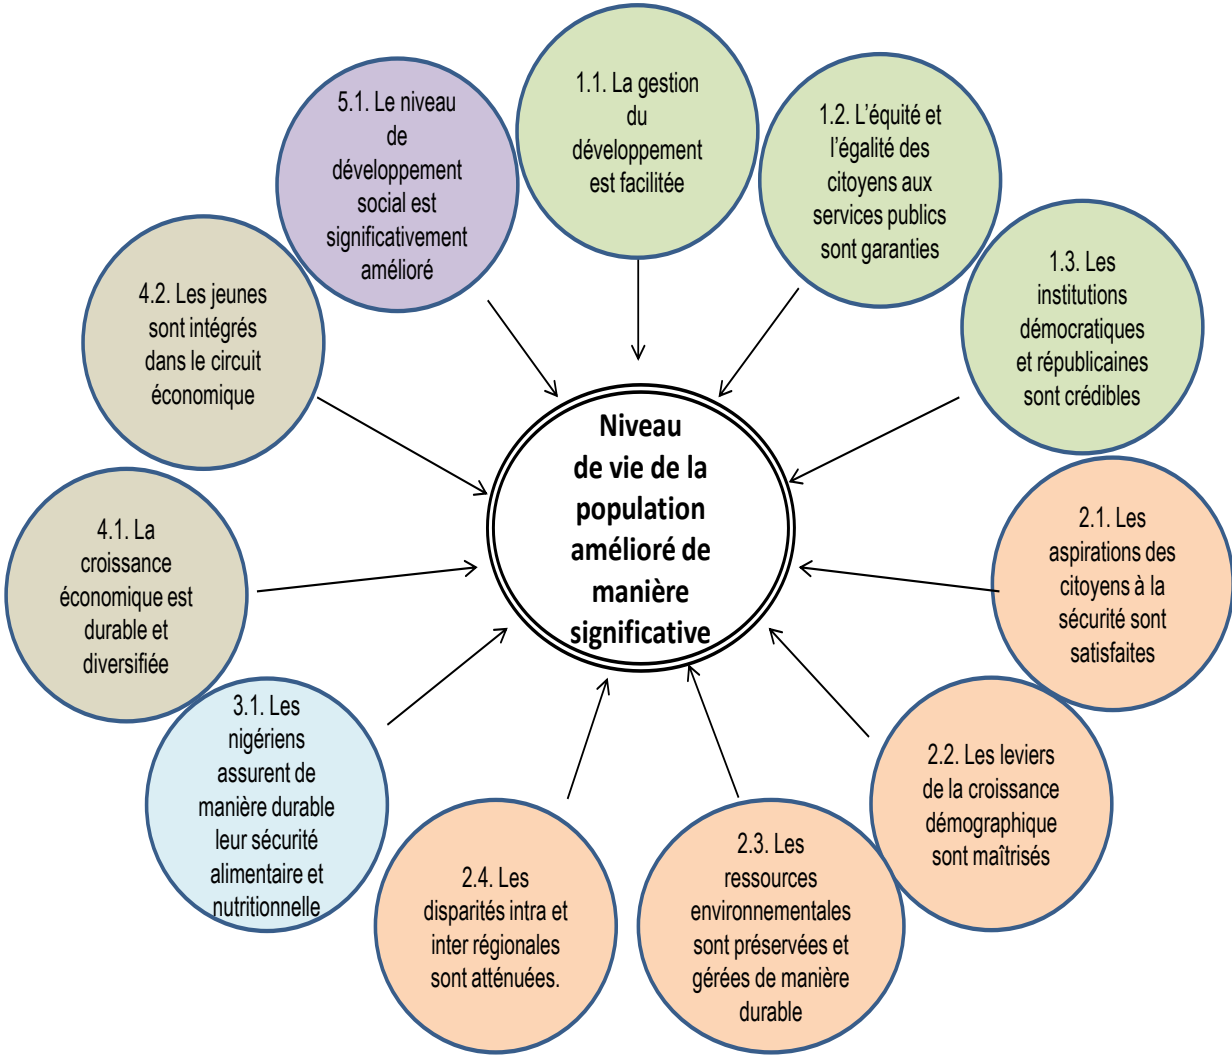 1.1. La gestion
du
développement
est facilitée
1.2. L’équité et
l’égalité des
citoyens aux
services publics
sont garanties
1.3. Les
institutions
démocratiques
et républicaines
sont crédibles
2.1. Les
aspirations des
citoyens à la
sécurité sont
satisfaites
2.2. Les leviers
de la croissance
démographique
sont maîtrisés
2.3. Les
ressources
environnementales
sont préservées et
gérées de manière
durable
2.4. Les
disparités intra et
inter régionales
sont atténuées.
3.1. Les
nigériens
assurent de
manière durable
leur sécurité
alimentaire et
nutritionnelle
4.1. La
croissance
économique est
durable et
diversifiée
4.2. Les jeunes
sont intégrés
dans le circuit
économique
5.1. Le niveau
de
développement
social est
significativement
amélioré
Niveau
de vie de la
population
amélioré de
manière
significative